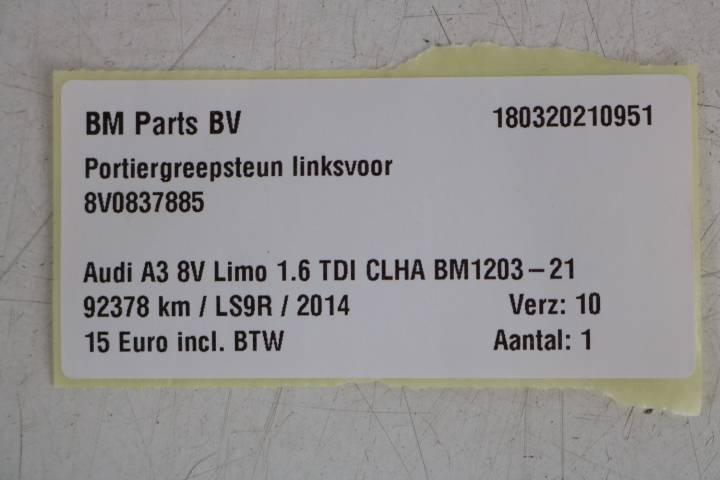 BM Parts BV 180320210951
Portiergreepsteun linksvoor
8V0837885
Audi A3 8V Limo 1.6 TDI CLHA BM1203-21
92378 km / LS9R / 2014 Verz: 10
15 Euro incl. BTW Aantal: 1